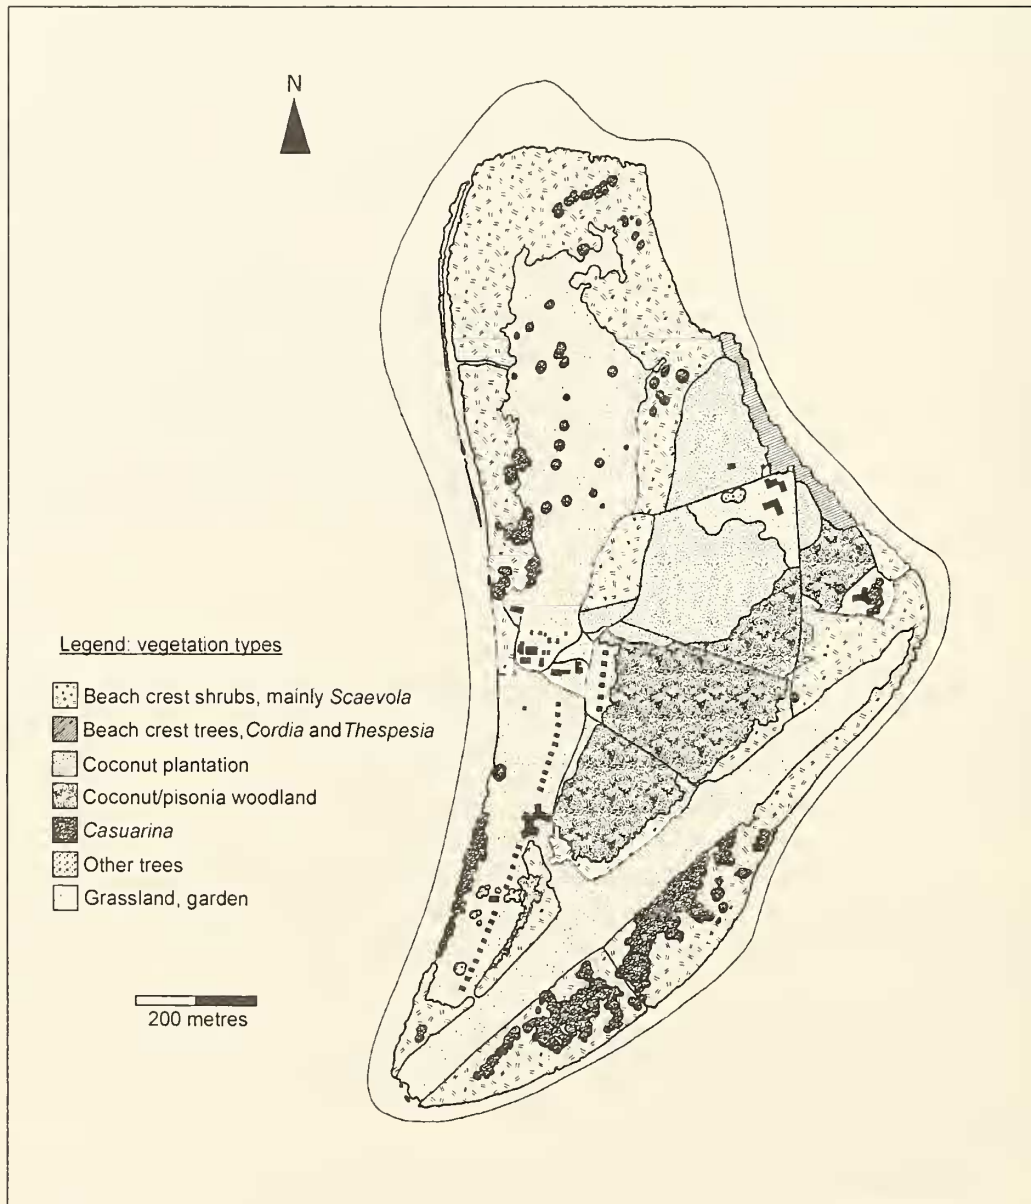 N
Legend: vegetation types
Beach crest shrubs, mainly Scaevola
Beach crest trees, Cordia and Thespesia
Coconut plantation
Coconut/pisonia woodland
Casuarina
Other trees
Grassland, garden
200 metres